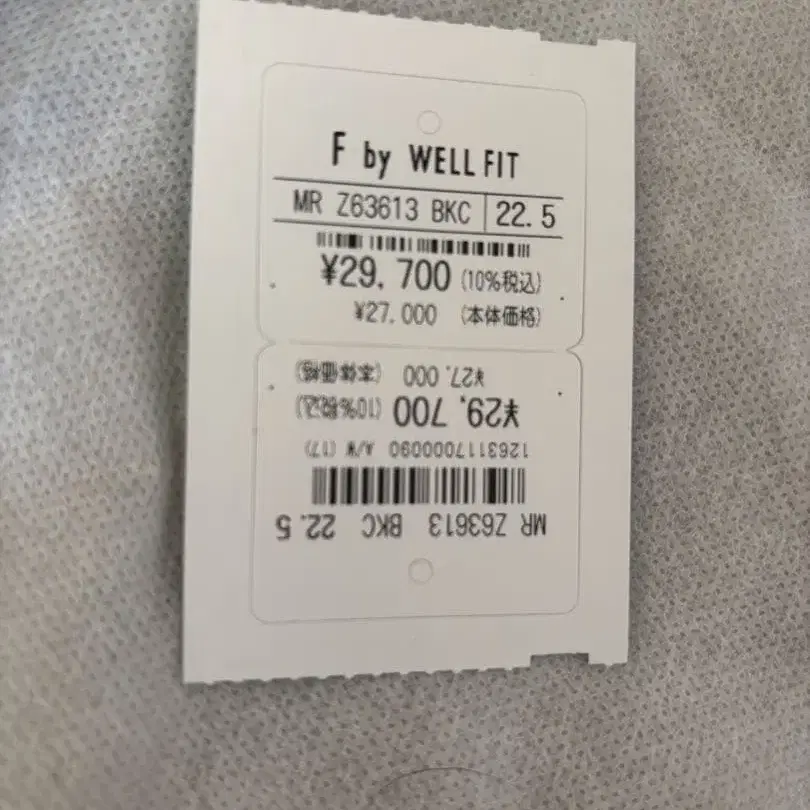 F by WELL FIT
MR Z63613 BKC 22.5
¥29,700 (10%税込)
¥27,000 (本体価格)
MR Z63613 BKC 22.5
1263117000090 A/W (17)
¥29,700 (10%税込)
¥27,000 (本体価格)